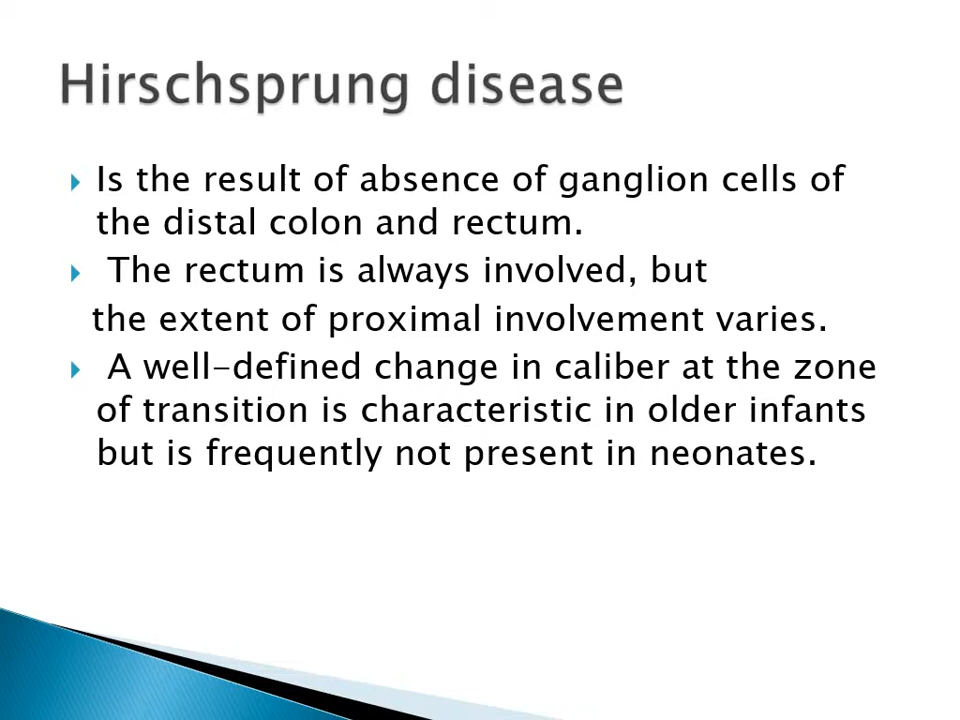 Hirschsprung disease
Is the result of absence of ganglion cells of
the distal colon and rectum.
The rectum is always involved, but
the extent of proximal involvement varies.
A well-defined change in caliber at the zone
of transition is characteristic in older infants
but is frequently not present in neonates.